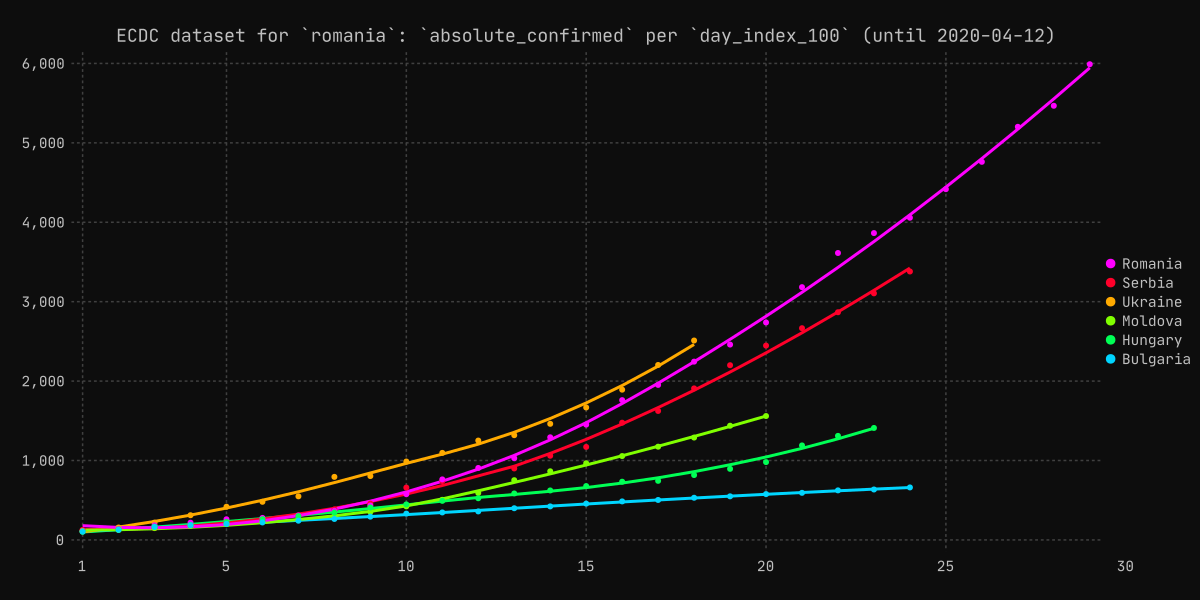 ECDC dataset for `romania`: `absolute_confirmed` per `day_index_100` (until 2020-04-12)
6,000
5,000
4,000
3,000
2,000
1,000
0
1 5 10 15 20 25 30
Romania
Serbia
Ukraine
Moldova
Hungary
Bulgaria